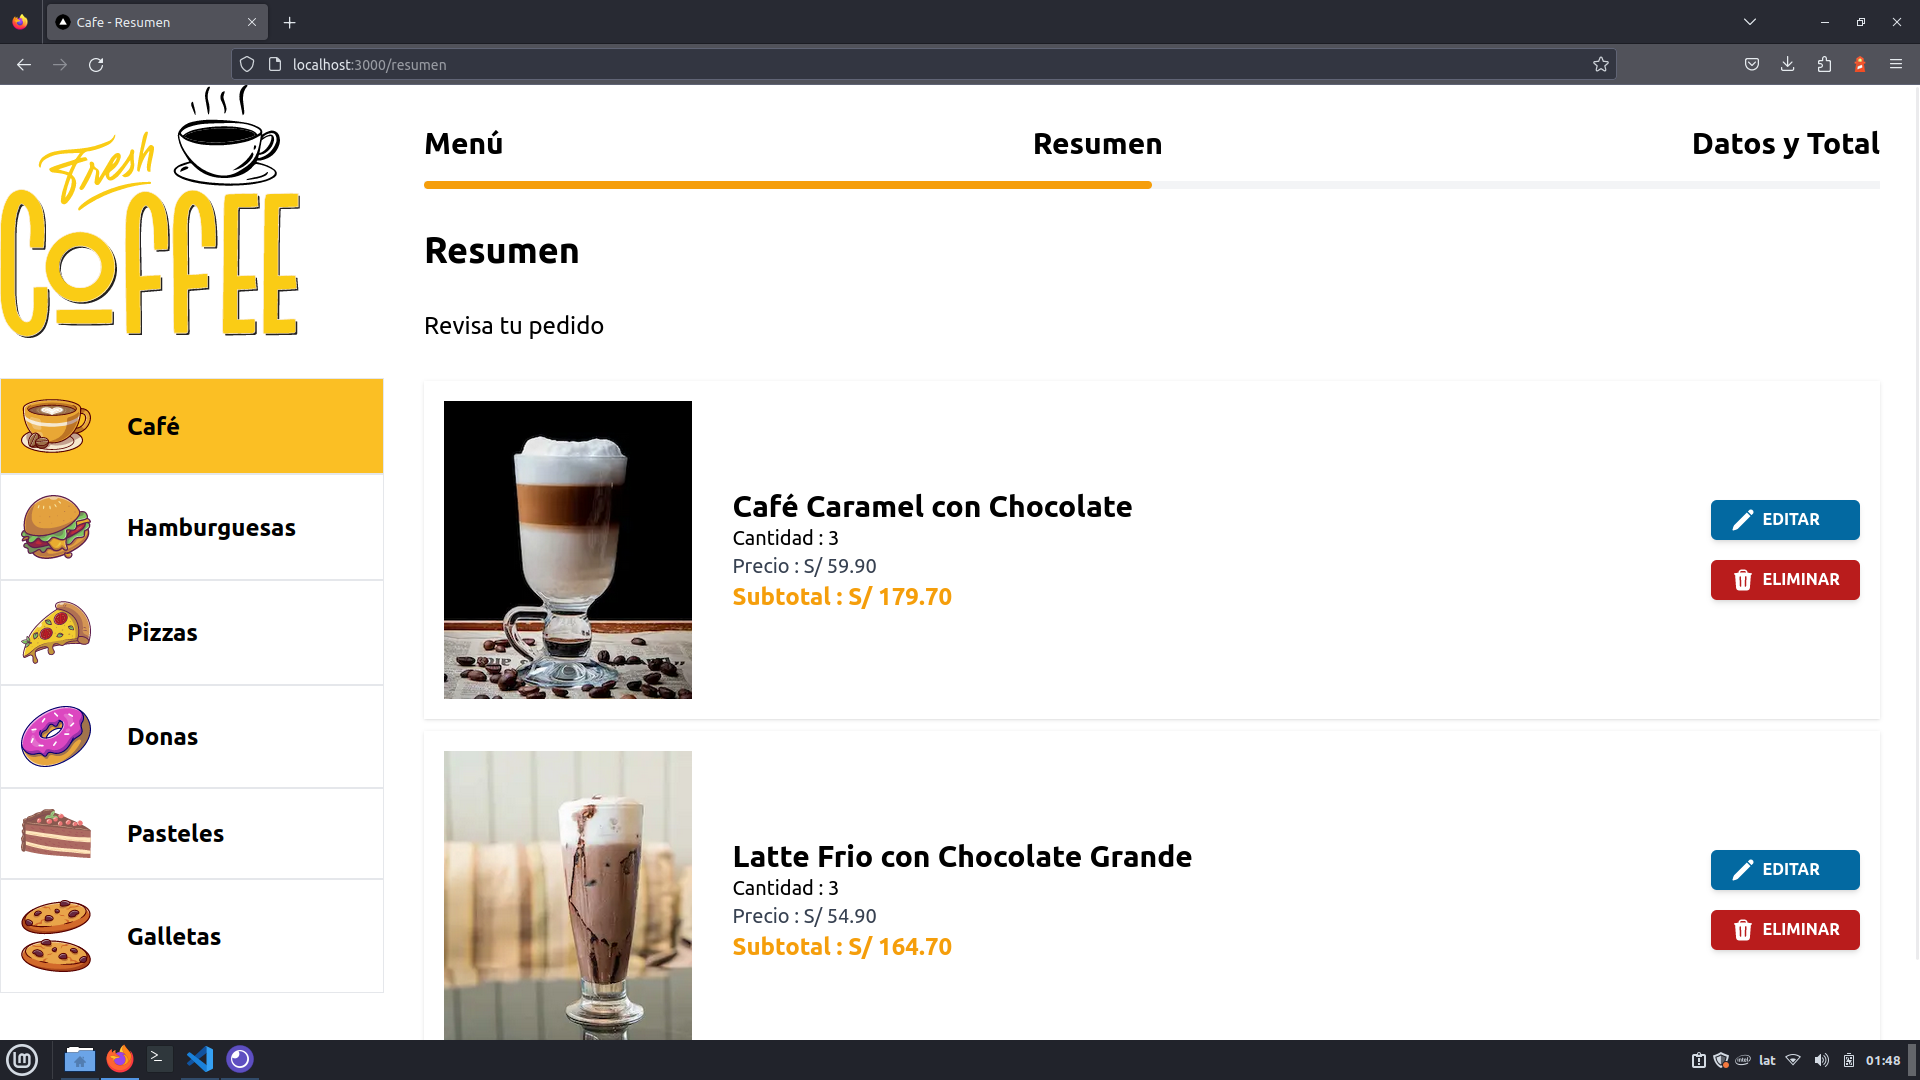 Cafe - Resumen
localhost:3000/resumen
Fresh
COFFEE
Menú
Resumen
Datos y Total
Resumen
Revisa tu pedido
Café
Hamburguesas
Pizzas
Donas
Pasteles
Galletas
Café Caramel con Chocolate
Cantidad : 3
Precio : S/ 59.90
Subtotal : S/ 179.70
EDITAR
ELIMINAR
Latte Frio con Chocolate Grande
Cantidad : 3
Precio : S/ 54.90
Subtotal : S/ 164.70
EDITAR
ELIMINAR
lat
01:48